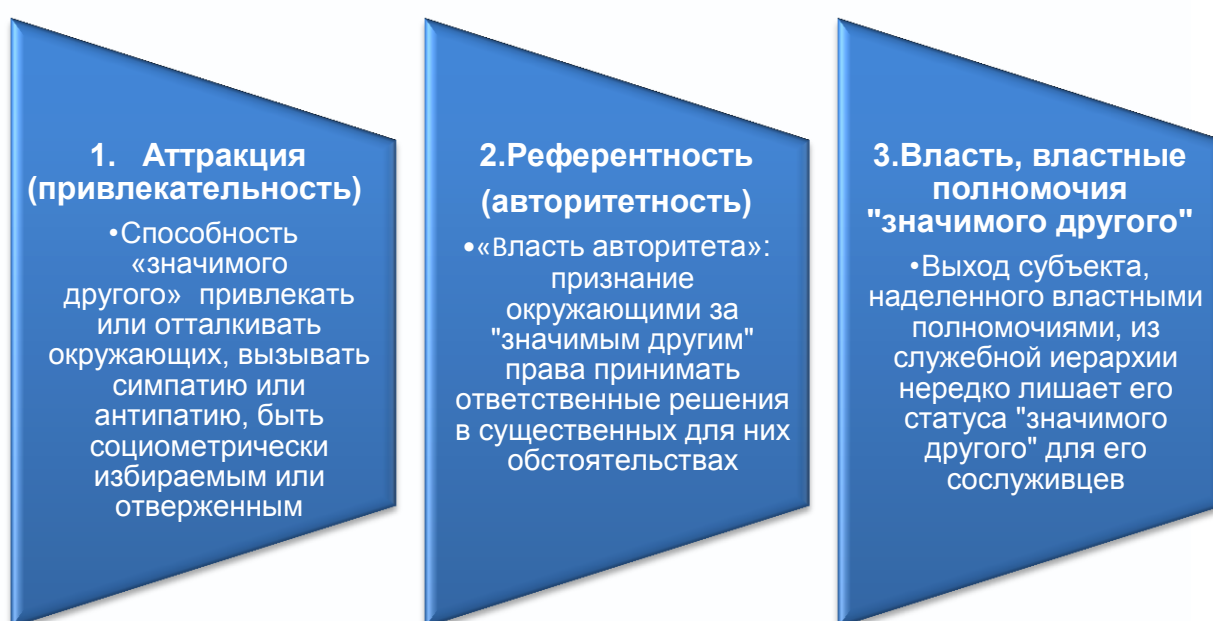 1. Аттракция
(привлекательность)
•Способность
«значимого
другого» привлекать
или отталкивать
окружающих, вызывать
симпатию или
антипатию, быть
социометрически
избираемым или
отверженным
2.Референтность
(авторитетность)
•«Власть авторитета»:
признание
окружающими за
"значимым другим"
права принимать
ответственные решения
в существенных для них
обстоятельствах
3.Власть, властные
полномочия
"значимого другого"
•Выход субъекта,
наделенного властными
полномочиями, из
служебной иерархии
нередко лишает его
статуса "значимого
другого" для его
сослуживцев